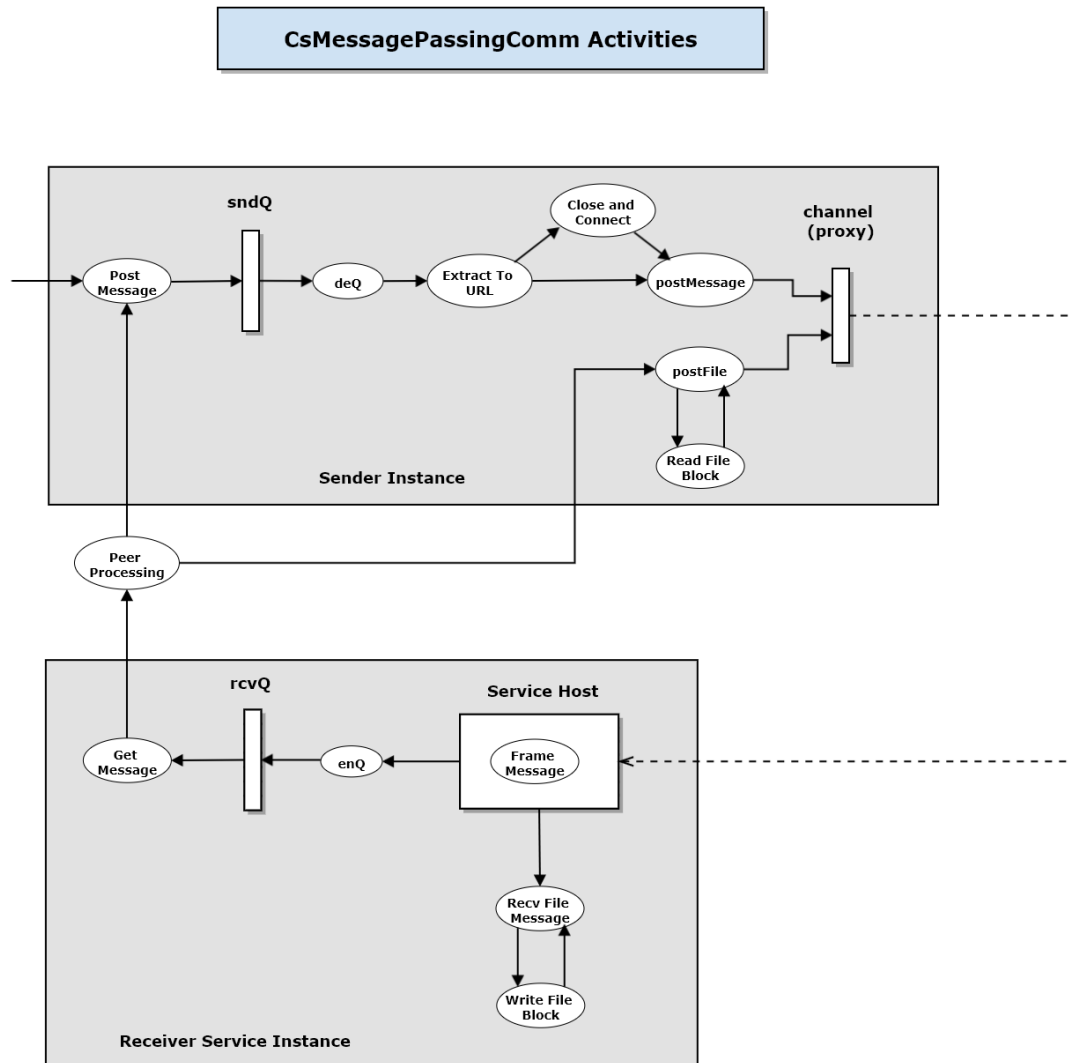 CsMessagePassingComm Activities
sndQ
Close and
Connect
channel
(proxy)
Post
Message
deQ
Extract To
URL
postMessage
postFile
Read File
Block
Sender Instance
Peer
Processing
rcvQ
Service Host
Get
Message
enQ
Frame
Message
Recv File
Message
Write File
Block
Receiver Service Instance